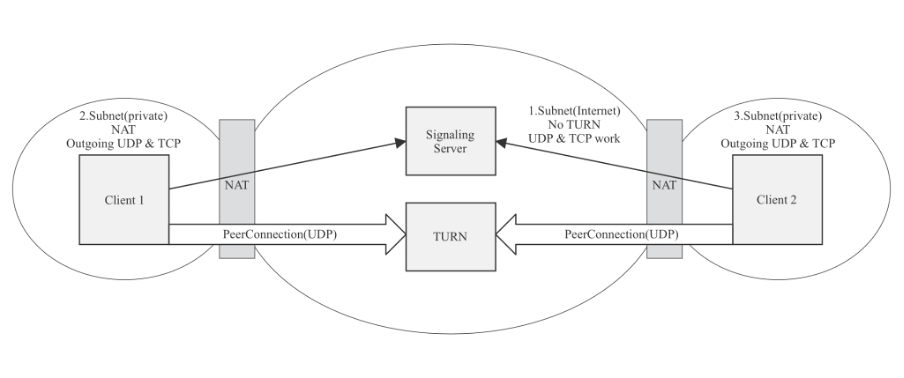 2.Subnet(private)
NAT
Outgoing UDP & TCP
Client 1
NAT
PeerConnection(UDP)
Signaling
Server
TURN
1.Subnet(Internet)
No TURN
UDP & TCP work
NAT
PeerConnection(UDP)
3.Subnet(private)
NAT
Outgoing UDP & TCP
Client 2